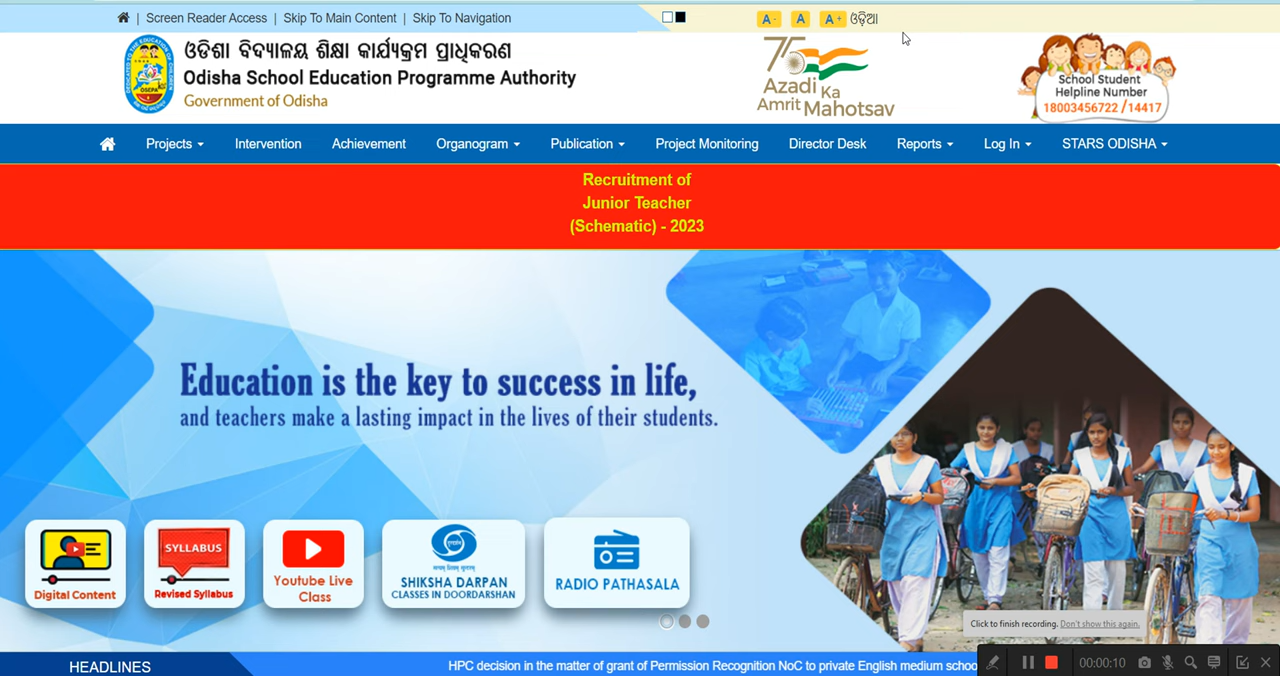 | Screen Reader Access | Skip To Main Content | Skip To Navigation
A- A A+ ଓଡ଼ିଆ
ଓଡିଶା ବିଦ୍ୟାଳୟ ଶିକ୍ଷା କାର୍ଯ୍ୟକ୍ରମ ପ୍ରାଧିକରଣ
Odisha School Education Programme Authority
Government of Odisha
OSEPA
75
Azadi Ka
Amrit Mahotsav
School Student
Helpline Number
18003456722 /14417
Projects Intervention Achievement Organogram Publication Project Monitoring Director Desk Reports Log In STARS ODISHA
Recruitment of
Junior Teacher
(Schematic) - 2023
Education is the key to success in life,
and teachers make a lasting impact in the lives of their students.
Digital Content
SYLLABUS
Revised Syllabus
Youtube Live
Class
SHIKSHA DARPAN
CLASSES IN DOORDARSHAN
RADIO PATHASALA
Click to finish recording. Don't show this again.
HEADLINES
HPC decision in the matter of grant of Permission Recognition NoC to private English medium schoo
00:00:10